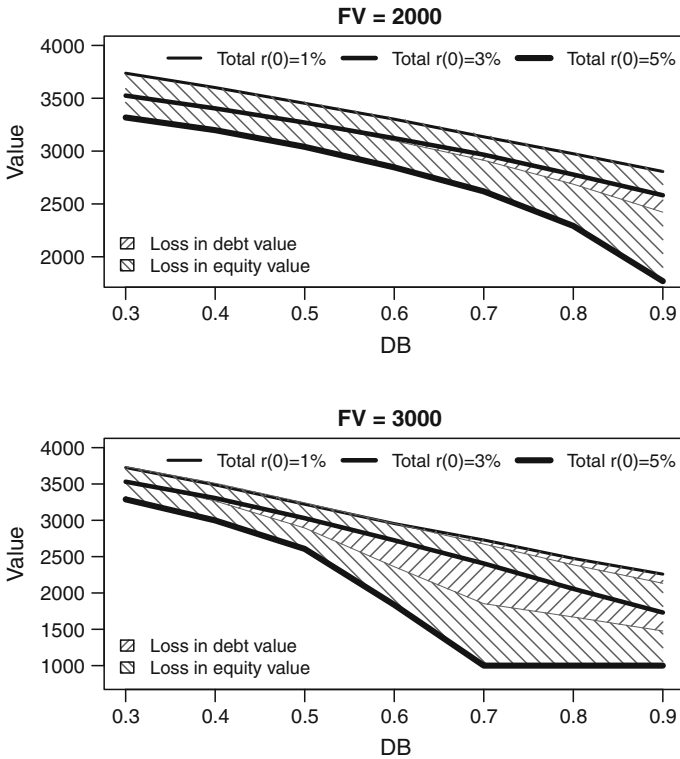 FV = 2000
4000
3500
3000
2500
2000
Value
Total r(0)=1% Total r(0)=3% Total r(0)=5%
Loss in debt value
Loss in equity value
0.3 0.4 0.5 0.6 0.7 0.8 0.9
DB
FV = 3000
4000
3500
3000
2500
2000
1500
1000
Value
Total r(0)=1% Total r(0)=3% Total r(0)=5%
Loss in debt value
Loss in equity value
0.3 0.4 0.5 0.6 0.7 0.8 0.9
DB